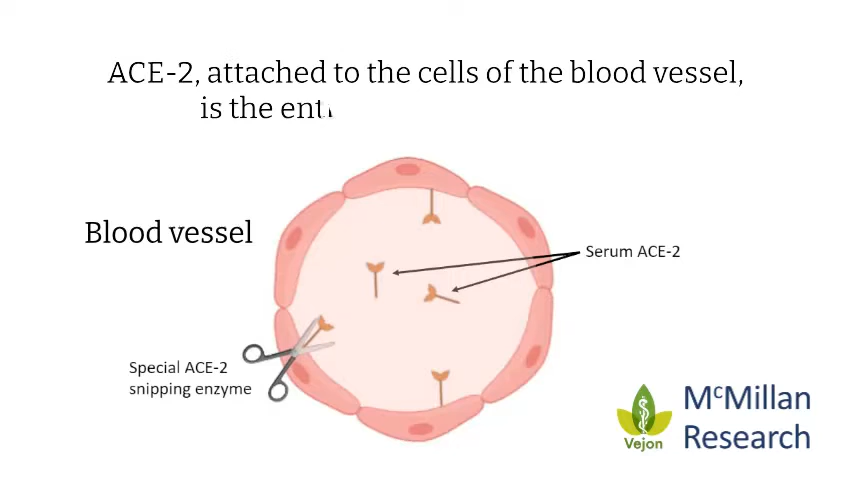 ACE-2, attached to the cells of the blood vessel,
is the
Blood vessel
Serum ACE-2
Special ACE-2
snipping enzyme
Vejon
McMillan
Research